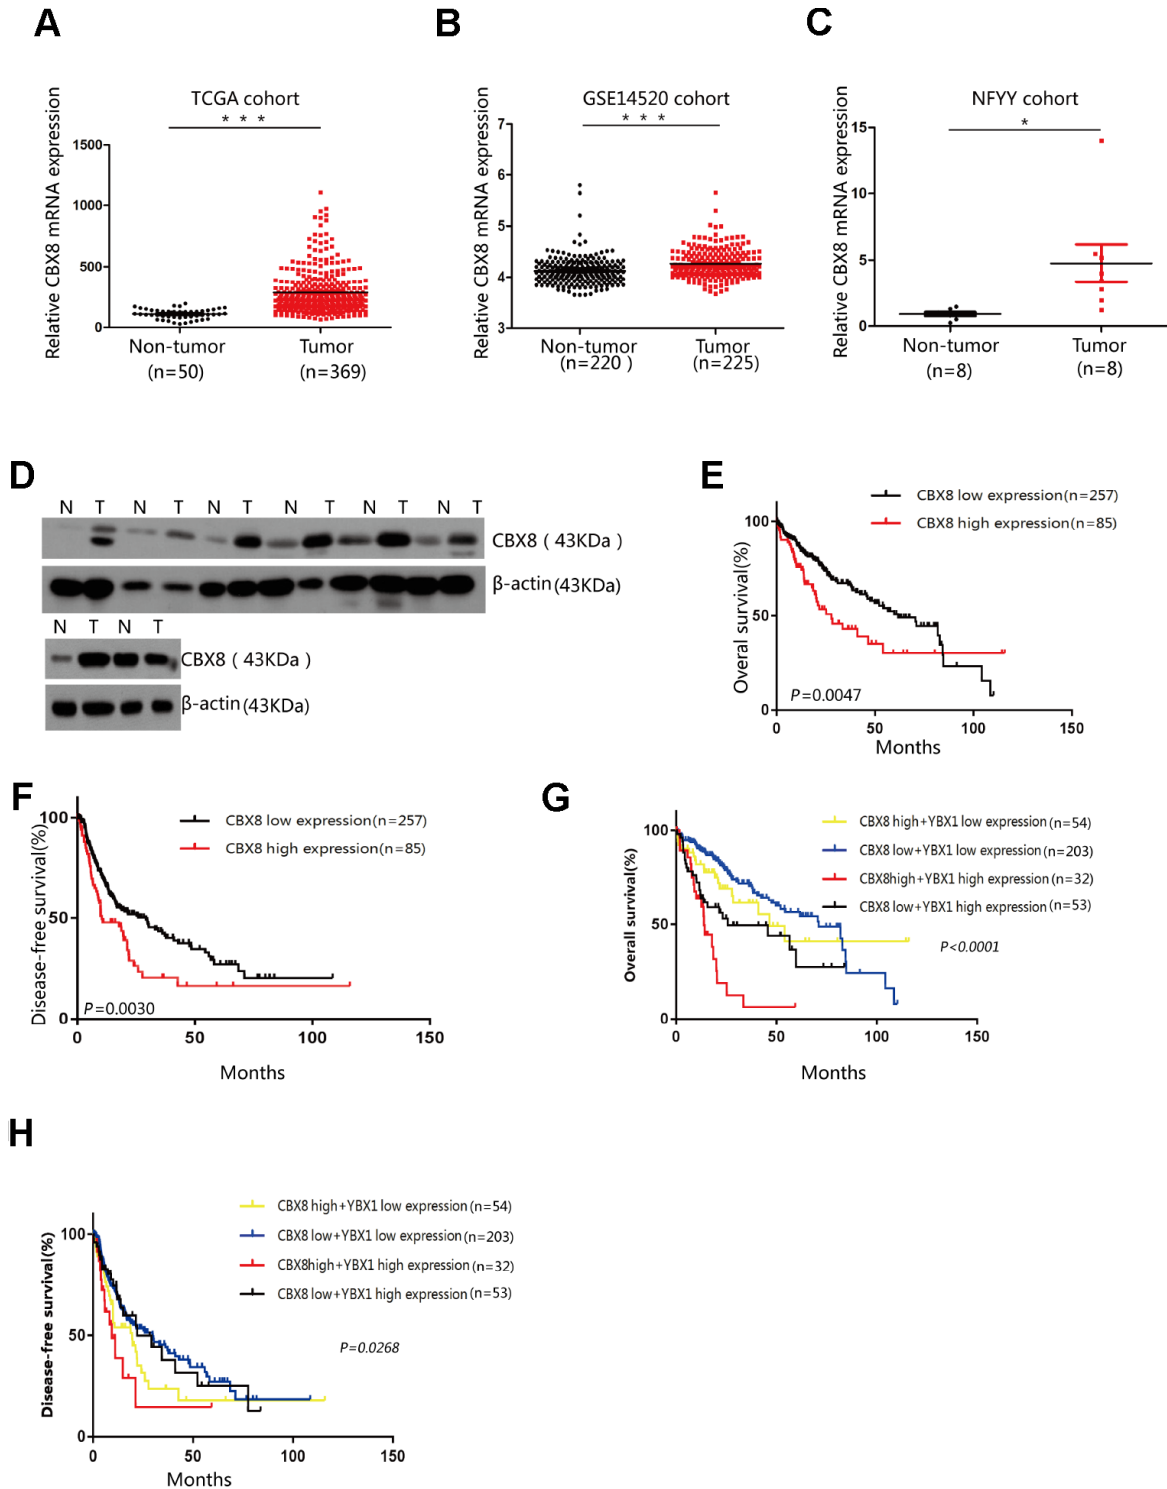 A
B
C
TCGA cohort
* * *
Relative CBX8 mRNA expression
1500
1000
500
0
Non-tumor
Tumor
(n=50)
(n=369)
GSE14520 cohort
* * *
Relative CBX8 mRNA expression
7
6
5
4
3
Non-tumor
Tumor
(n=220 )
(n=225)
NFYY cohort
*
Relative CBX8 mRNA expression
15
10
5
0
Non-tumor
Tumor
(n=8)
(n=8)
D
N T N T N T N T N T N T
CBX8 ( 43KDa )
β-actin(43KDa)
N T N T
CBX8 ( 43KDa )
β-actin(43KDa)
E
CBX8 low expression(n=257)
CBX8 high expression(n=85)
Overal survival(%)
100
50
0
P=0.0047
0 50 100 150
Months
F
CBX8 low expression(n=257)
CBX8 high expression(n=85)
Disease-free survival(%)
100
50
0
P=0.0030
0 50 100 150
Months
G
CBX8 high+YBX1 low expression(n=54)
CBX8 low+YBX1 low expression(n=203)
CBX8high+YBX1 high expression(n=32)
CBX8 low+YBX1 high expression(n=53)
Overall survival(%)
100
50
0
P<0.0001
0 50 100 150
Months
H
CBX8 high+YBX1 low expression(n=54)
CBX8 low+YBX1 low expression(n=203)
CBX8high+YBX1 high expression(n=32)
CBX8 low+YBX1 high expression(n=53)
Disease-free survival(%)
100
50
0
P=0.0268
0 50 100 150
Months